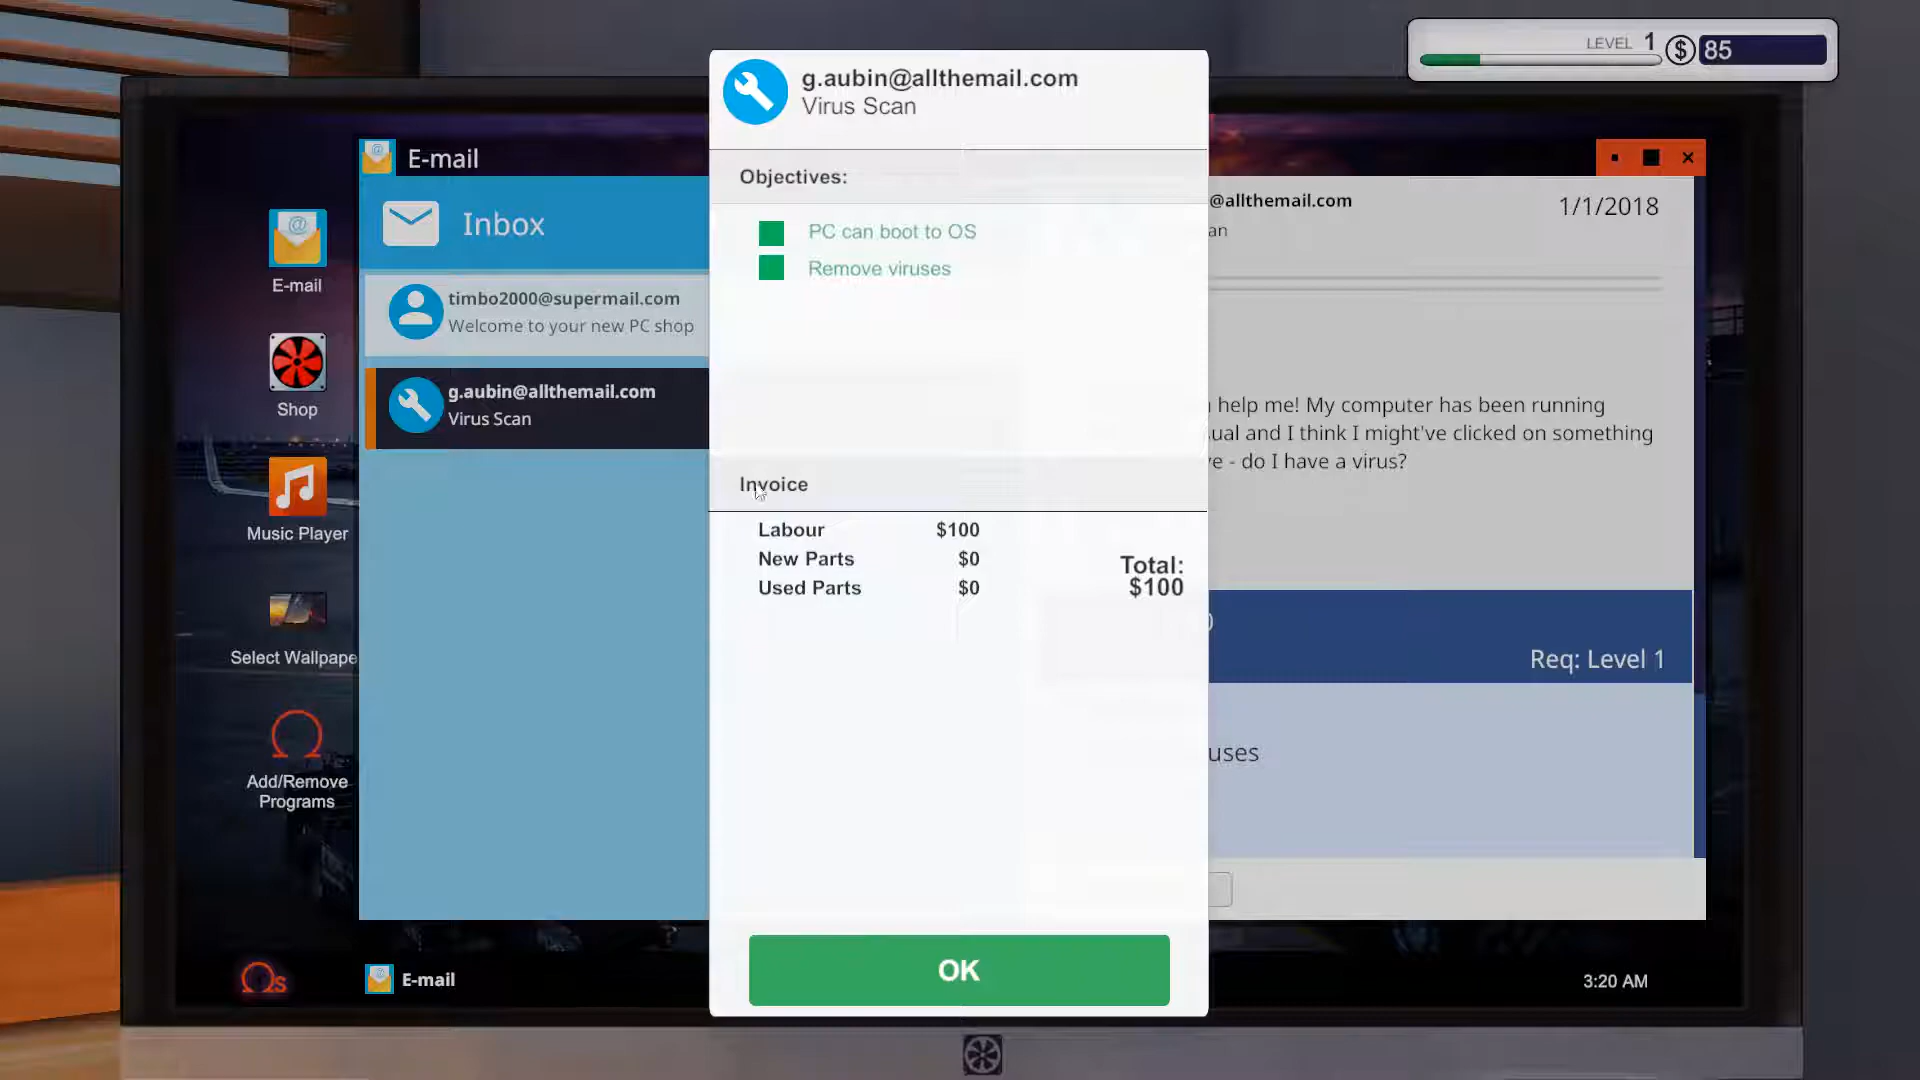 LEVEL 1
$ 85
g.aubin@allthemail.com
Virus Scan
Objectives:
PC can boot to OS
Remove viruses
Invoice
Labour $100
New Parts $0
Used Parts $0
Total:
$100
OK
E-mail
Inbox
timbo2000@supermail.com
Welcome to your new PC shop
g.aubin@allthemail.com
Virus Scan
@allthemail.com
1/1/2018
help me! My computer has been running
and I think I might've clicked on something
- do I have a virus?
Req: Level 1
E-mail
Shop
Music Player
Select Wallpape
Add/Remove
Programs
E-mail
3:20 AM